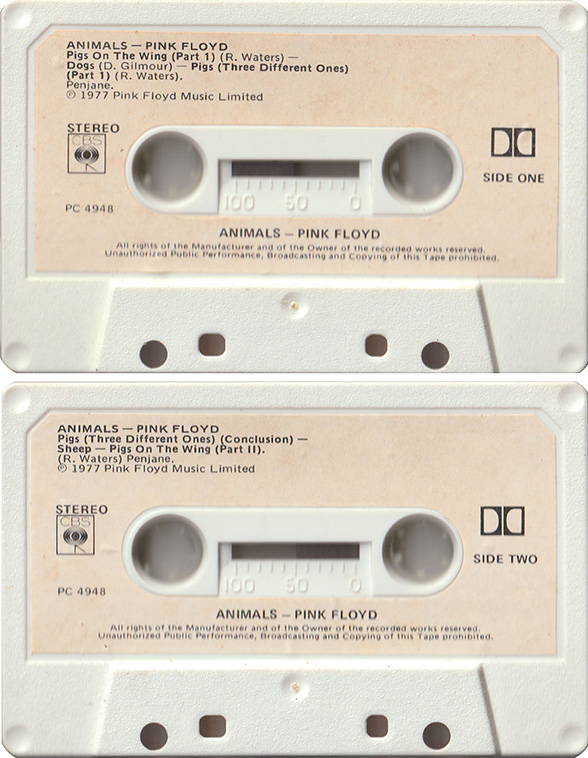 ANIMALS — PINK FLOYD
Pigs On The Wing (Part 1) (R. Waters) —
Dogs (D. Gilmour) — Pigs (Three Different Ones)
(Part 1) (R. Waters).
Penjane.
℗ 1977 Pink Floyd Music Limited
STEREO
CBS
PC 4948
100 50 0
SIDE ONE
ANIMALS — PINK FLOYD
All rights of the Manufacturer and of the Owner of the recorded works reserved.
Unauthorized Public Performance, Broadcasting and Copying of this Tape prohibited.
ANIMALS — PINK FLOYD
Pigs (Three Different Ones) (Conclusion) —
Sheep — Pigs On The Wing (Part II).
(R. Waters) Penjane.
℗ 1977 Pink Floyd Music Limited
STEREO
CBS
PC 4948
100 50 0
SIDE TWO
ANIMALS — PINK FLOYD
All rights of the Manufacturer and of the Owner of the recorded works reserved.
Unauthorized Public Performance, Broadcasting and Copying of this Tape prohibited.